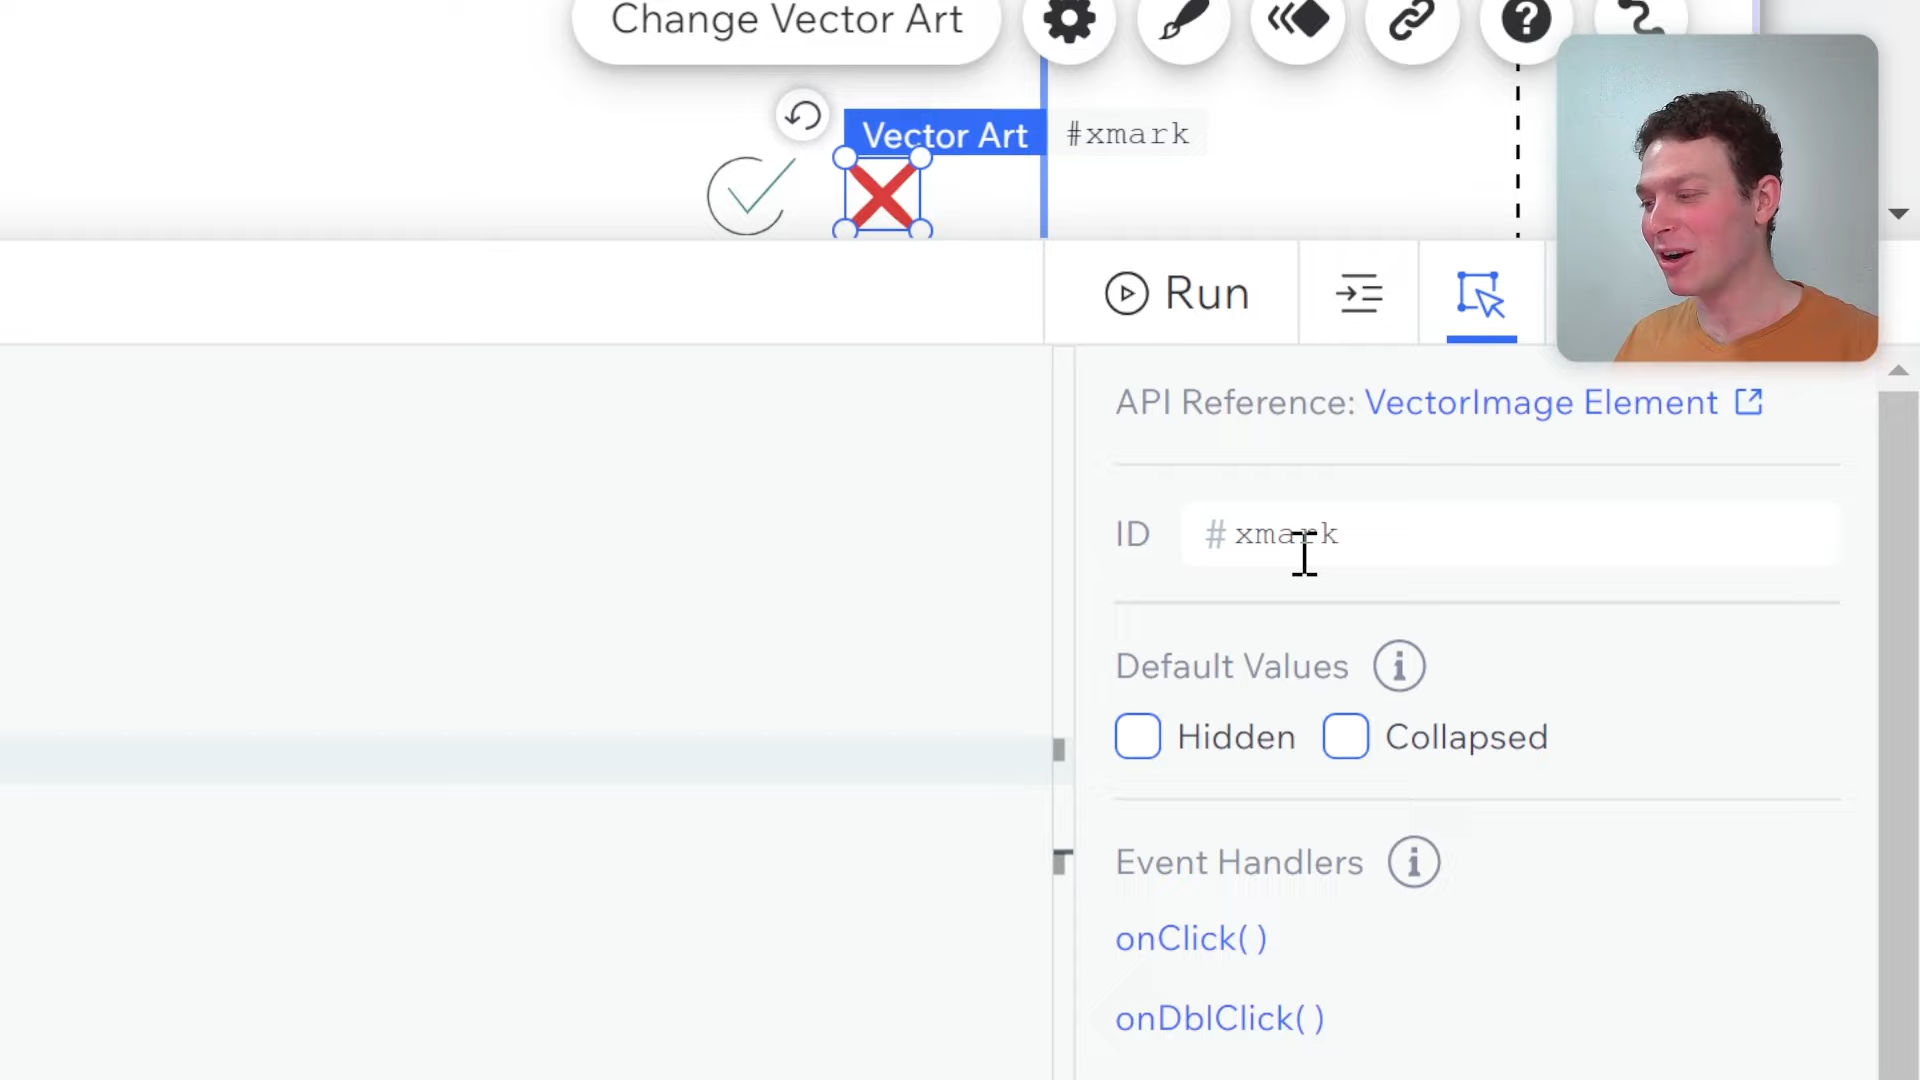 Change Vector Art
Vector Art #xmark
Run
API Reference: VectorImage Element
ID # xmark
Default Values
Hidden Collapsed
Event Handlers
onClick( )
onDblClick( )